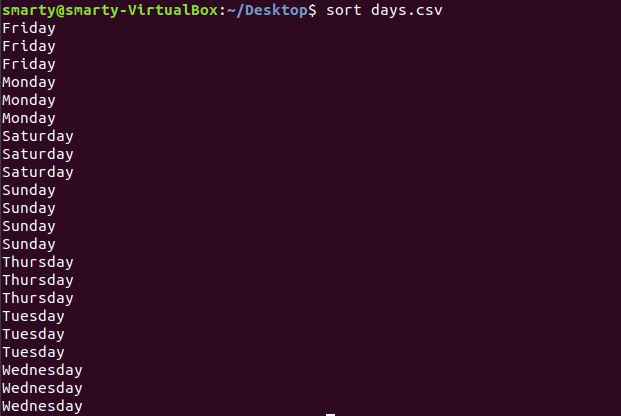 smarty@smarty-VirtualBox:~/Desktop$ sort days.csv
Friday
Friday
Friday
Monday
Monday
Monday
Saturday
Saturday
Saturday
Sunday
Sunday
Sunday
Sunday
Thursday
Thursday
Thursday
Tuesday
Tuesday
Tuesday
Wednesday
Wednesday
Wednesday